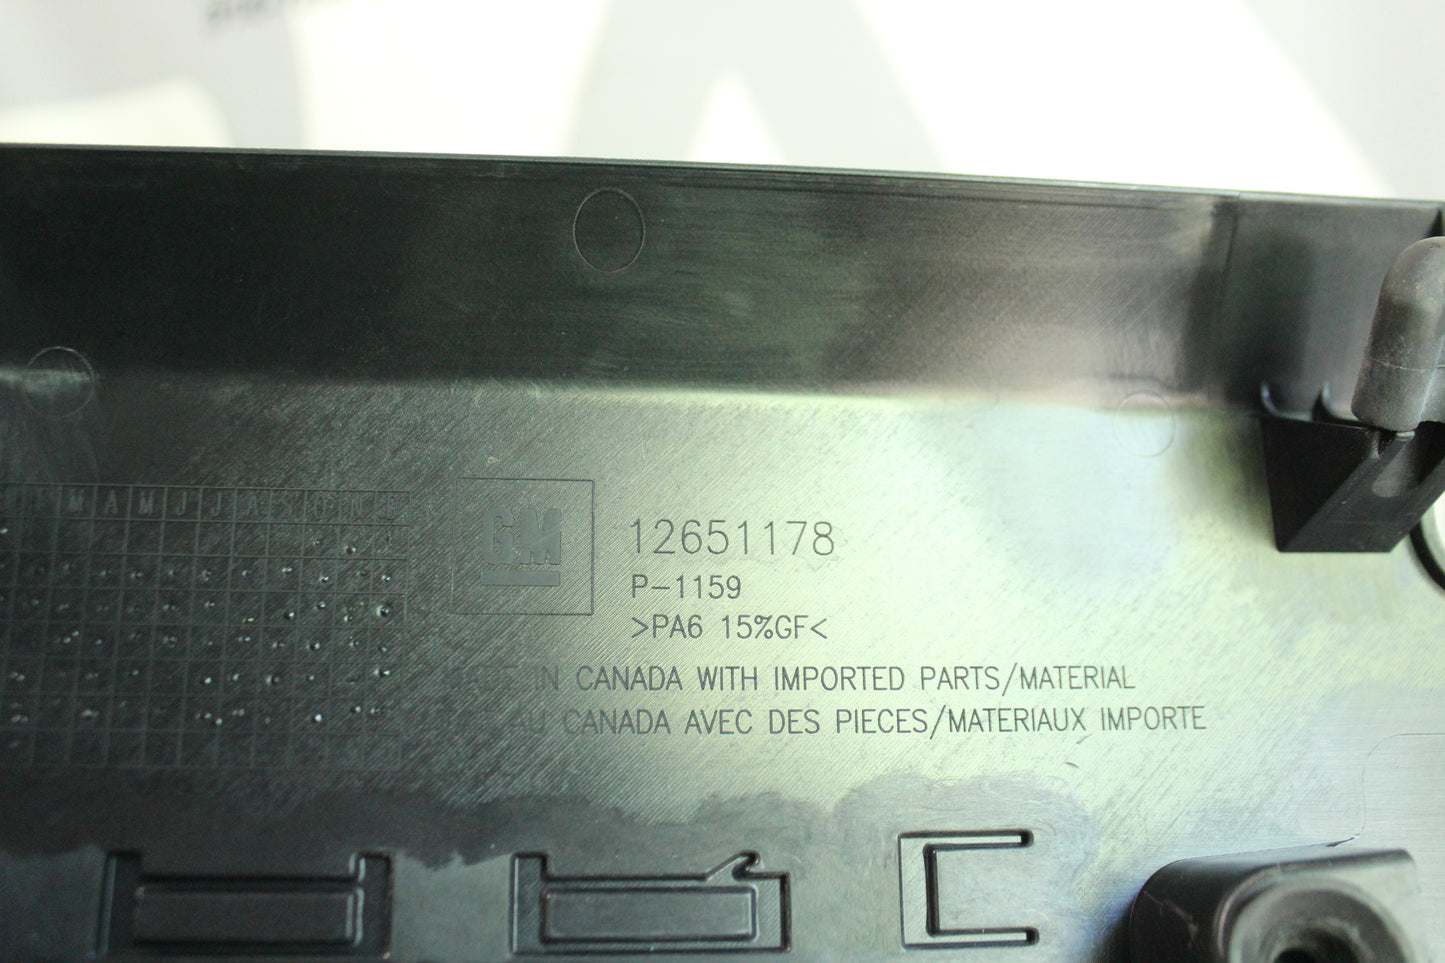 M A M J J A S O N D
GM
12651178
P-1159
>PA6 15%GF<
MADE IN CANADA WITH IMPORTED PARTS/MATERIAL
AU CANADA AVEC DES PIECES/MATERIAUX IMPORTE